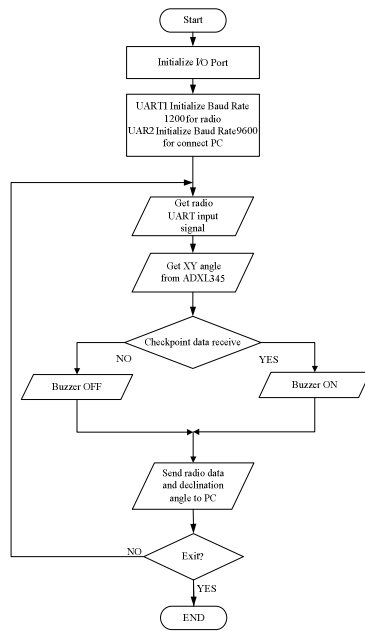 Start
Initialize I/O Port
UART1 Initialize Baud Rate
1200 for radio
UAR2 Initialize Baud Rate9600
for connect PC
Get radio
UART input
signal
Get XY angle
from ADXL345
Checkpoint data receive
NO
YES
Buzzer OFF
Buzzer ON
Send radio data
and declination
angle to PC
NO
Exit?
YES
END